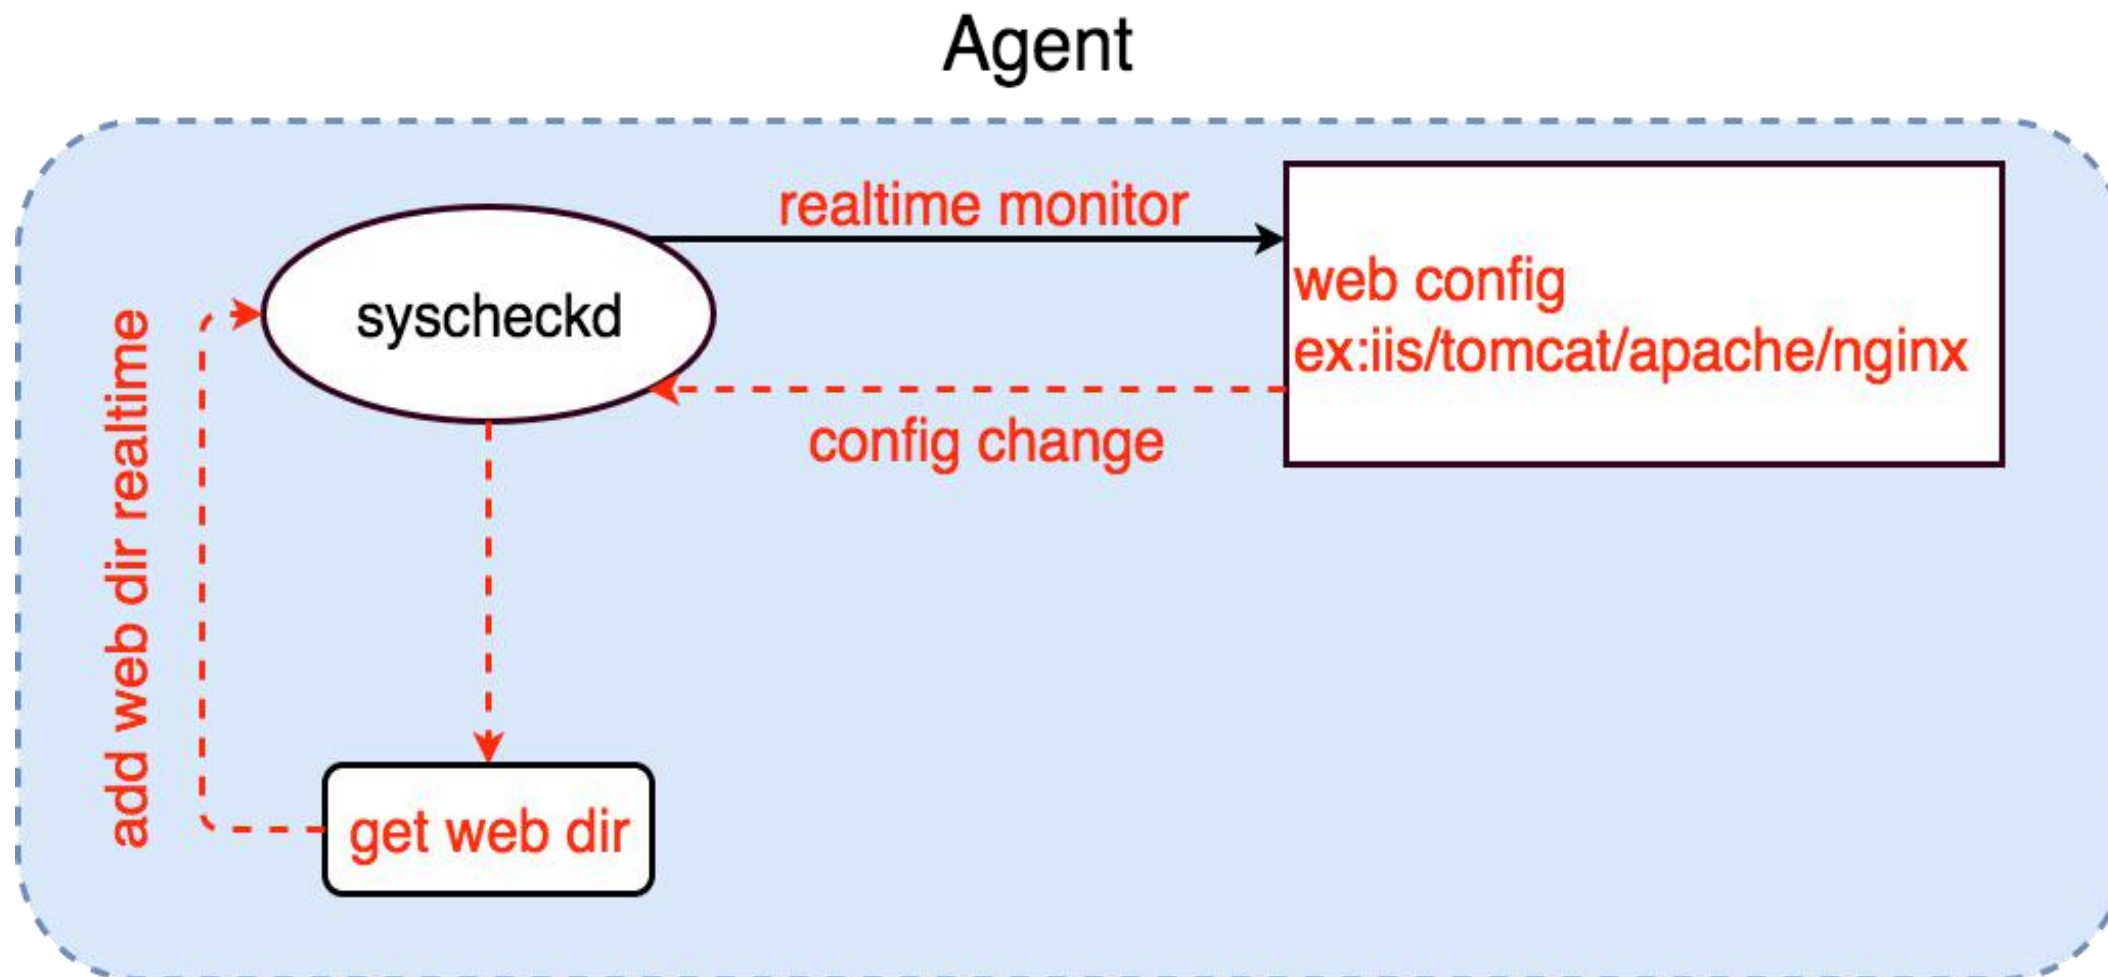 Agent
realtime monitor
web config
ex:iis/tomcat/apache/nginx
syscheckd
config change
add web dir realtime
get web dir